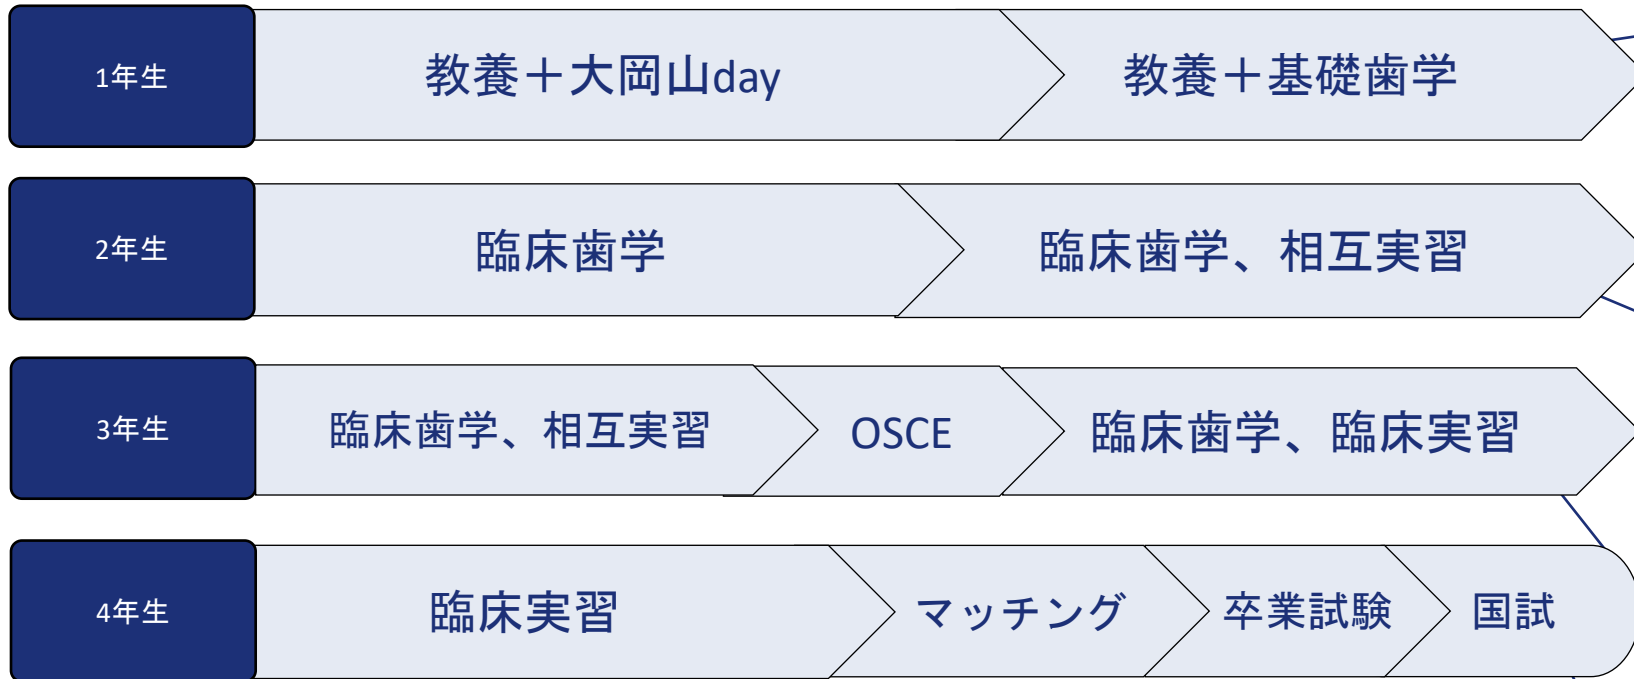 1年生
教養＋大岡山day
教養＋基礎歯学
2年生
臨床歯学
臨床歯学、相互実習
3年生
臨床歯学、相互実習
OSCE
臨床歯学、臨床実習
4年生
臨床実習
マッチング
卒業試験
国試